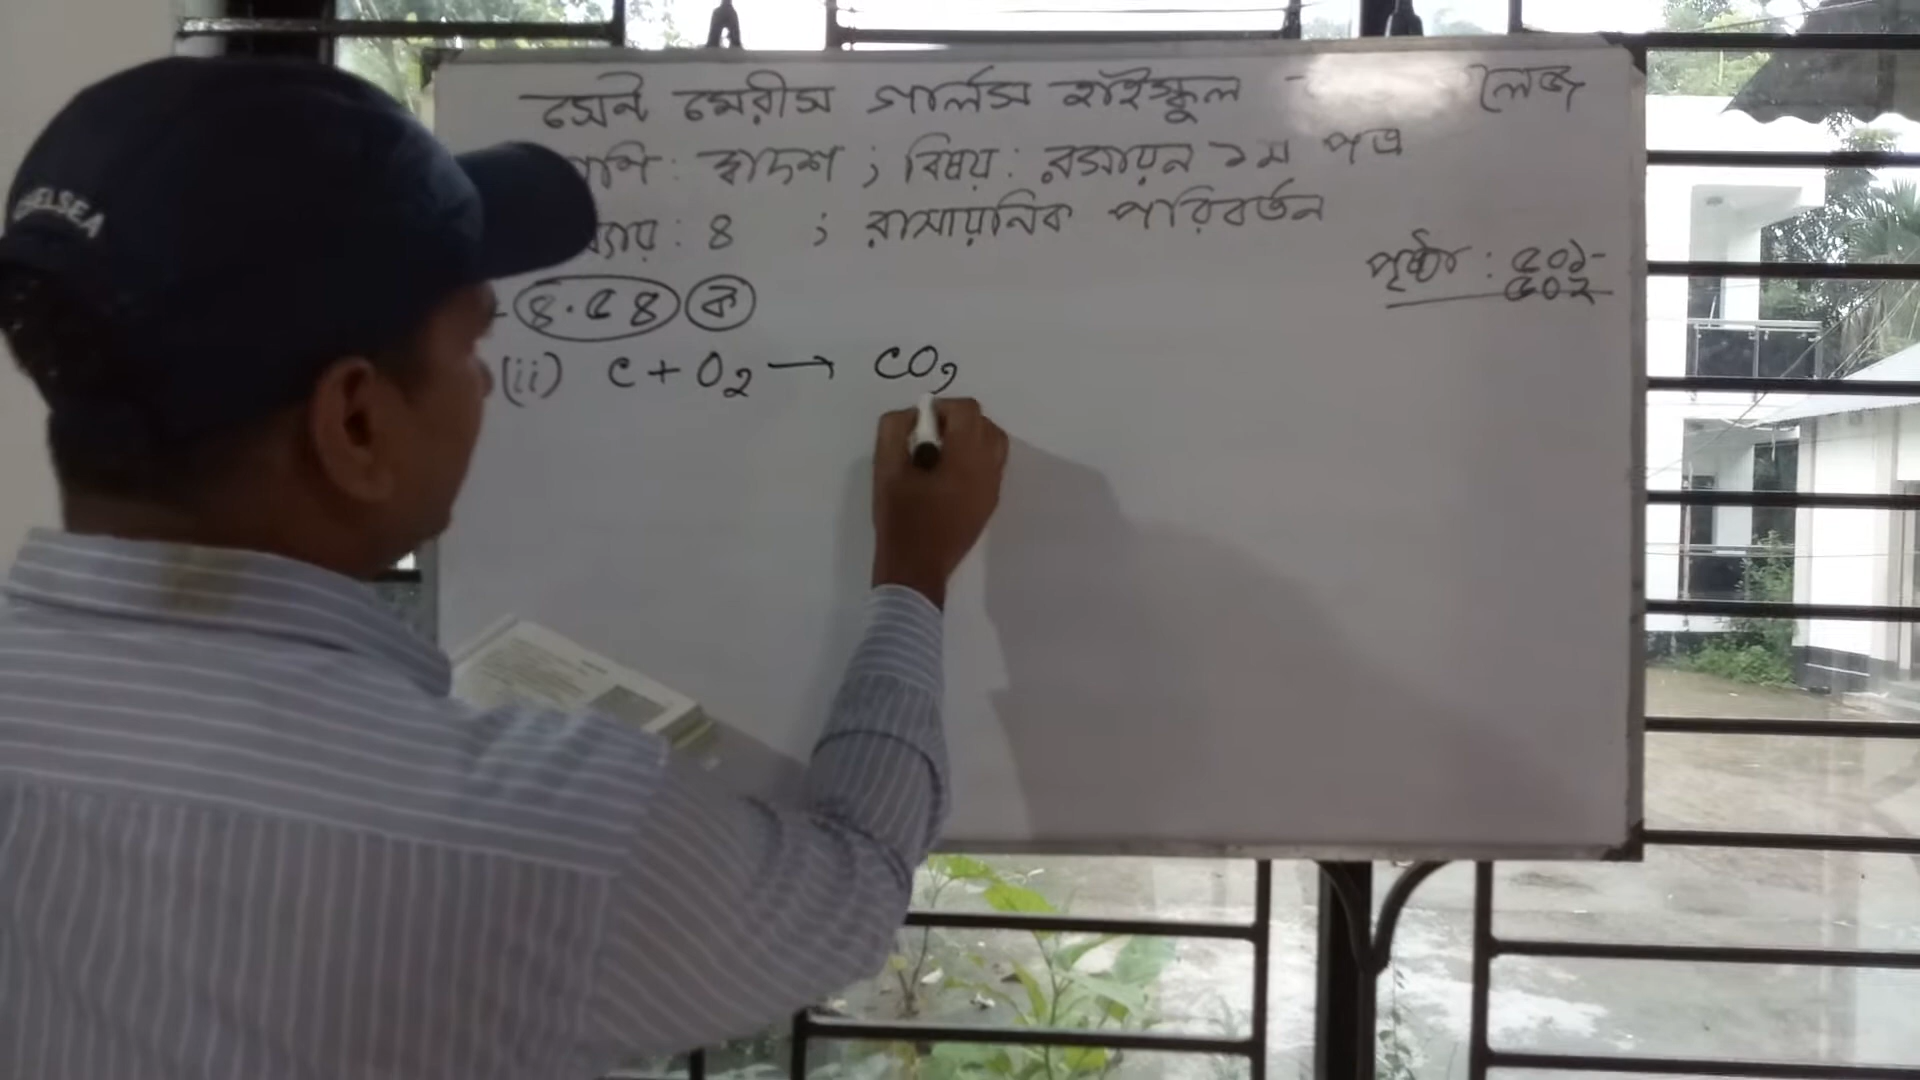 সেন্ট মেরীস গার্লস হাইস্কুল লেজ
: দ্বাদশ ; বিষয় : রসায়ন ১ম পত্র
: ৪ ; রাসায়নিক পরিবর্তন
পৃষ্ঠা : ৫০১-
৫০২
৪.৫৪ ক
(ii) C + O2 → CO2